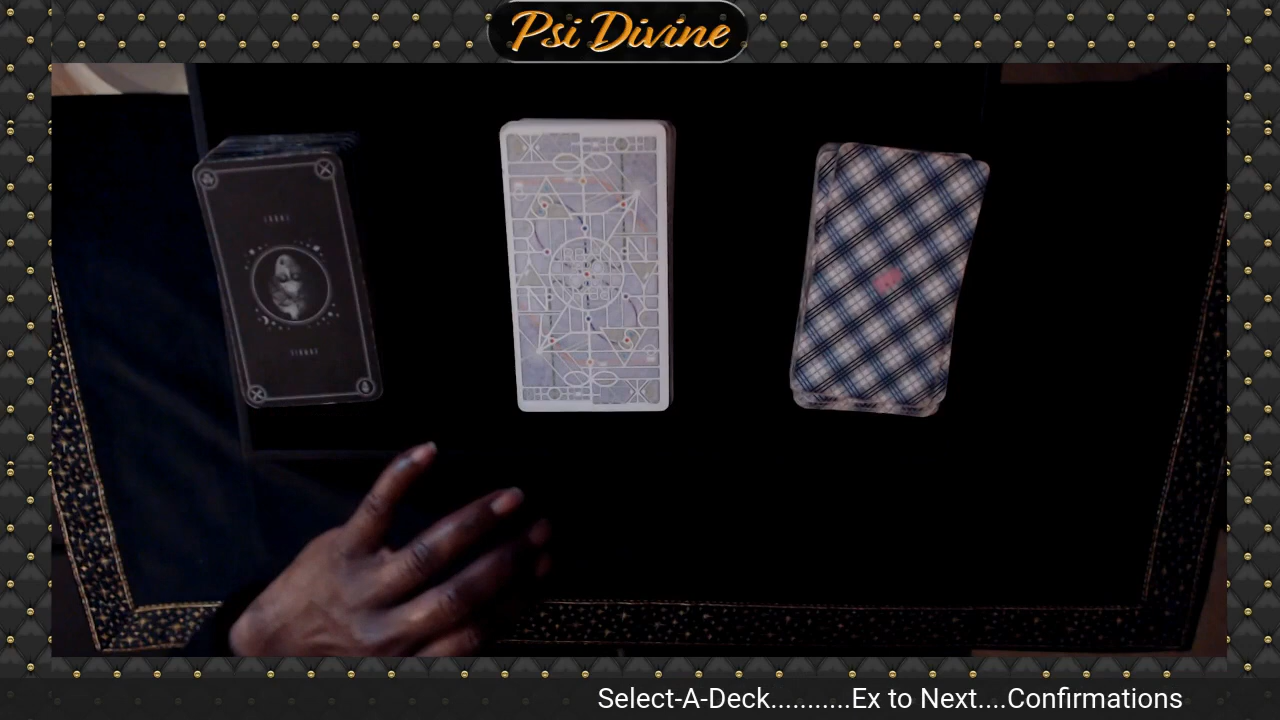 Psi Divine
Select-A-Deck...........Ex to Next....Confirmations